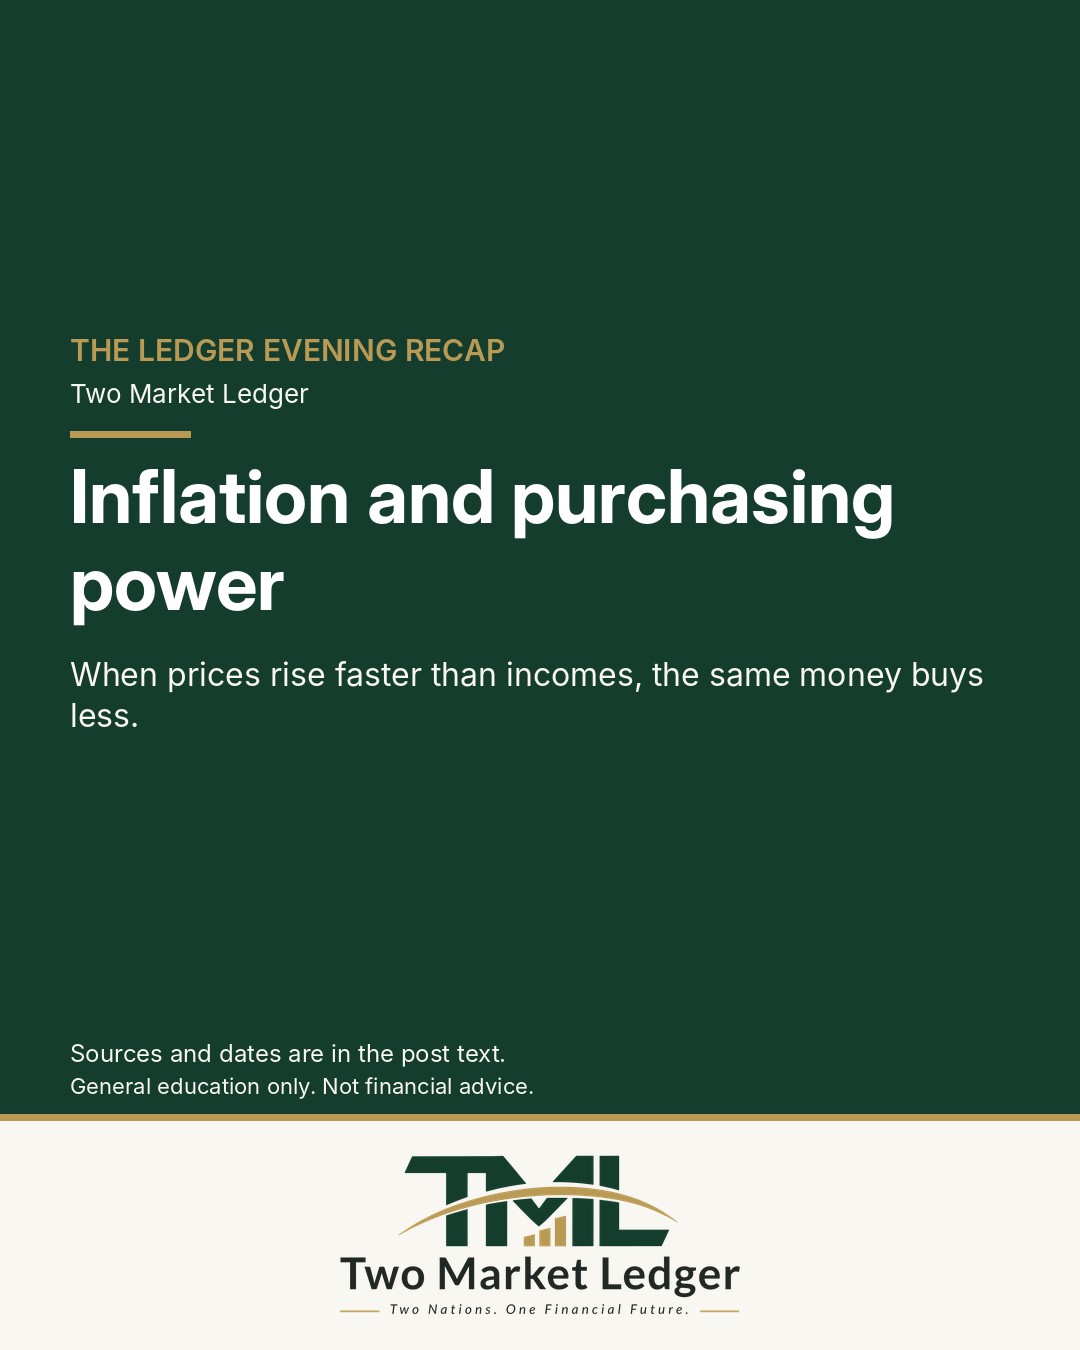 THE LEDGER EVENING RECAP
Two Market Ledger
Inflation and purchasing
power
When prices rise faster than incomes, the same money buys
less.
Sources and dates are in the post text.
General education only. Not financial advice.
TML
Two Market Ledger
Two Nations. One Financial Future.